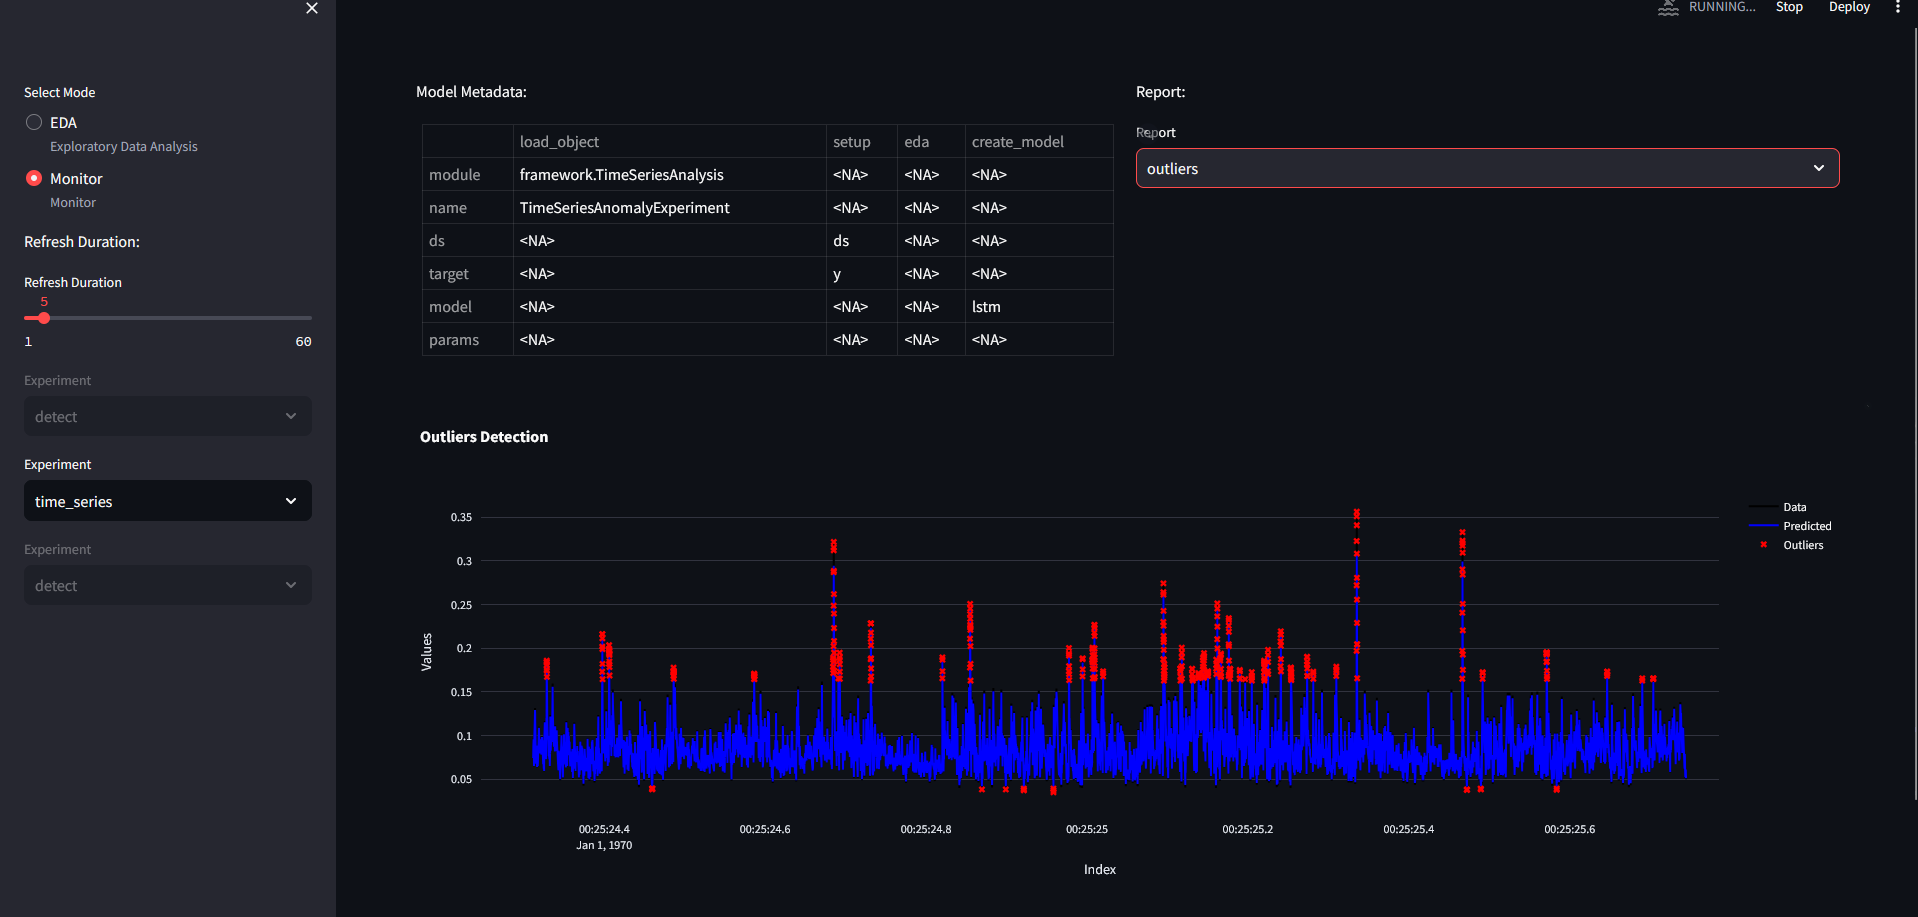 RUNNING...
Stop
Deploy
Select Mode
EDA
Exploratory Data Analysis
Monitor
Monitor
Refresh Duration:
Refresh Duration
5
1 60
Experiment
detect
Experiment
time_series
Experiment
detect
Model Metadata:
load_object setup eda create_model
module framework.TimeSeriesAnalysis <NA> <NA> <NA>
name TimeSeriesAnomalyExperiment <NA> <NA> <NA>
ds <NA> ds <NA> <NA>
target <NA> y <NA> <NA>
model <NA> <NA> <NA> lstm
params <NA> <NA> <NA> <NA>
Report:
Report
outliers
Outliers Detection
0.35
0.3
0.25
0.2
0.15
0.1
0.05
Values
00:25:24.4 00:25:24.6 00:25:24.8 00:25:25 00:25:25.2 00:25:25.4 00:25:25.6
Jan 1, 1970
Index
Data
Predicted
Outliers